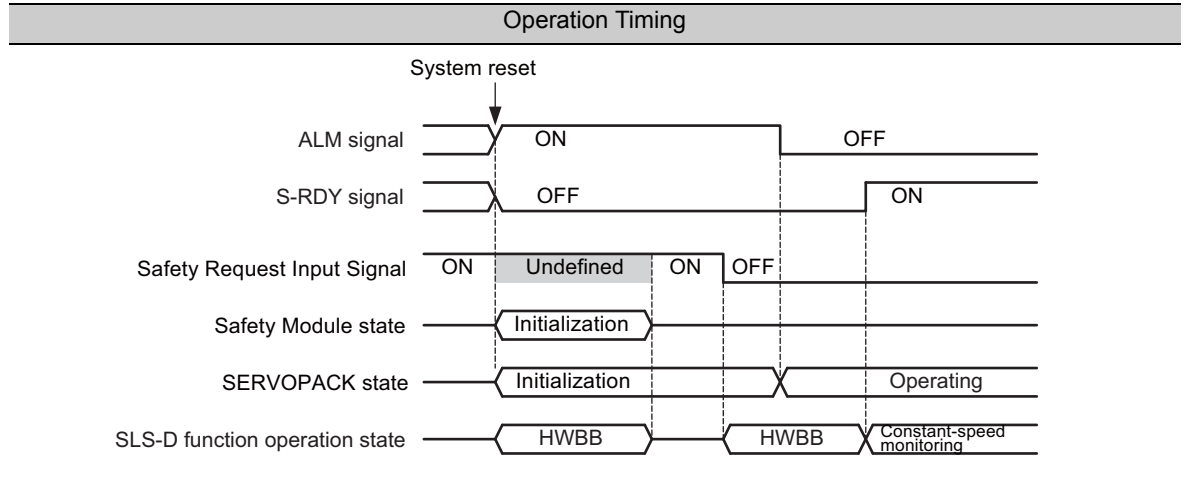 Operation Timing
System reset
ALM signal ON OFF
S-RDY signal OFF ON
Safety Request Input Signal ON Undefined ON OFF
Safety Module state Initialization
SERVOPACK state Initialization Operating
SLS-D function operation state HWBB HWBB Constant-speed
monitoring